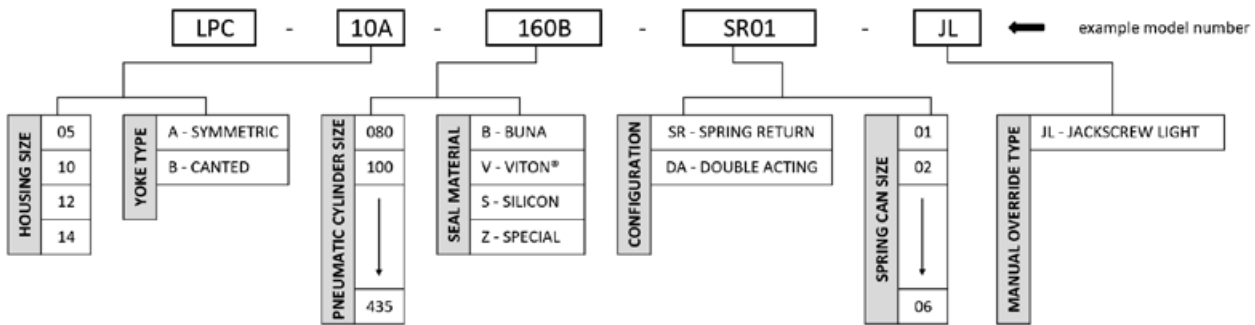 LPC - 10A - 160B - SR01 - JL example model number
HOUSING SIZE
05
10
12
14
YOKE TYPE
A - SYMMETRIC
B - CANTED
PNEUMATIC CYLINDER SIZE
080
100
435
SEAL MATERIAL
B - BUNA
V - VITON®
S - SILICON
Z - SPECIAL
CONFIGURATION
SR - SPRING RETURN
DA - DOUBLE ACTING
SPRING CAN SIZE
01
02
06
MANUAL OVERRIDE TYPE
JL - JACKSCREW LIGHT